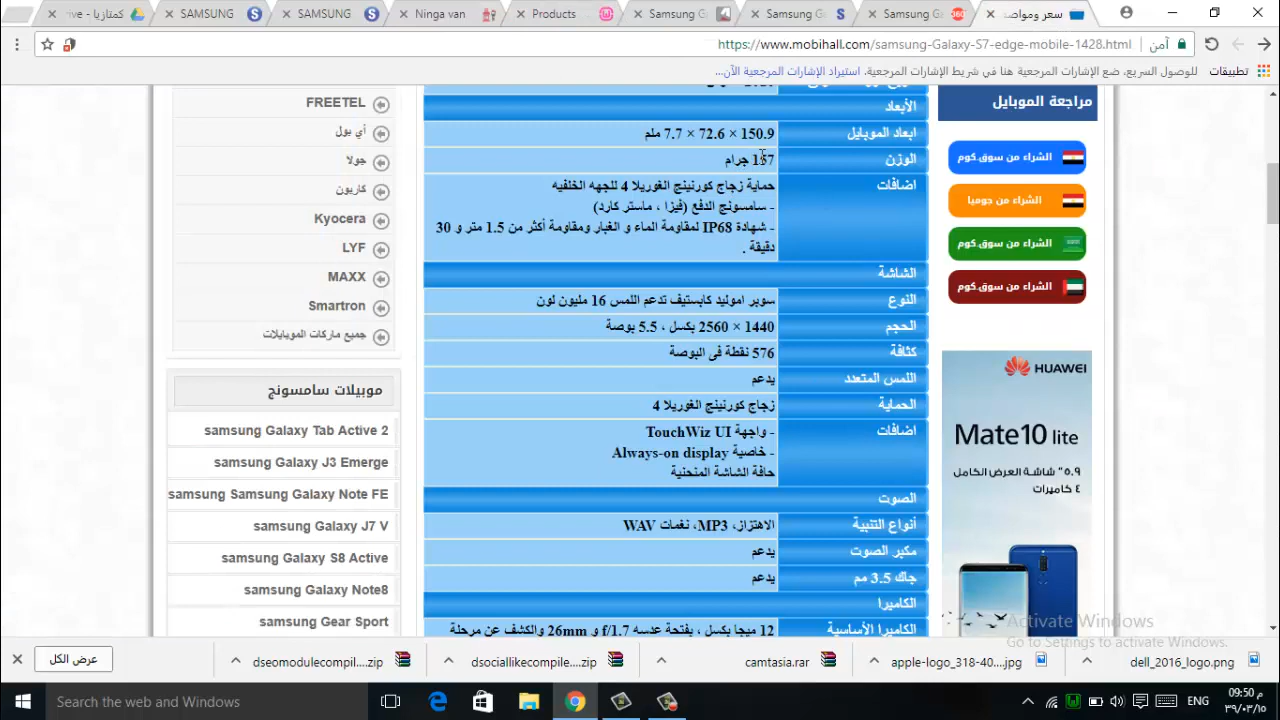 كمتازيا - ive
SAMSUNG
SAMSUNG
Ninga van
Products
Samsung G
Samsung
Samsung Ga
سعر ومواصة
https://www.mobihall.com/samsung-Galaxy-S7-edge-mobile-1428.html
آمن
تطبيقات
للوصول السريع، ضع الإشارات المرجعية هنا في شريط الإشارات المرجعية. استيراد الإشارات المرجعية الآن...
مراجعة الموبايل
الشراء من سوق.كوم
الشراء من جوميا
الشراء من سوق.كوم
الشراء من سوق.كوم
HUAWEI
Mate10 lite
٥.٩" شاشة العرض الكامل
٤ كاميرات
الأبعاد
ابعاد الموبايل 150.9 × 72.6 × 7.7 ملم
الوزن 157 جرام
اضافات حماية زجاج كورنينج الغوريلا 4 للجهه الخلفيه
- سامسونج الدفع (فيزا ، ماستر كارد)
- شهادة IP68 لمقاومة الماء و الغبار ومقاومة أكثر من 1.5 متر و 30
دقيقة .
الشاشة
النوع سوبر اموليد كابستيف تدعم اللمس 16 مليون لون
الحجم 1440 × 2560 بكسل ، 5.5 بوصة
كثافة 576 نقطة فى البوصة
اللمس المتعدد يدعم
الحماية زجاج كورنينج الغوريلا 4
اضافات - واجهة TouchWiz UI
- خاصية Always-on display
حافة الشاشة المنحنية
الصوت
أنواع التنبية الاهتزاز، MP3، نغمات WAV
مكبر الصوت يدعم
جاك 3.5 مم يدعم
الكاميرا
الكاميرا الأساسية 12 ميجا بكسل ، بفتحة عدسه f/1.7 و 26mm والكشف عن مرحلة
FREETEL
أي بول
جولا
كاربون
Kyocera
LYF
MAXX
Smartron
جميع ماركات الموبايلات
موبيلات سامسونج
samsung Galaxy Tab Active 2
samsung Galaxy J3 Emerge
samsung Samsung Galaxy Note FE
samsung Galaxy J7 V
samsung Galaxy S8 Active
samsung Galaxy Note8
samsung Gear Sport
Activate Windows
Go to Settings to activate Windows.
عرض الكل
dseomodulecompil....zip
dsociallikecompile....zip
camtasia.rar
apple-logo_318-40...jpg
dell_2016_logo.png
Search the web and Windows
ENG
09:50 م
٣٩/٠٣/١٥